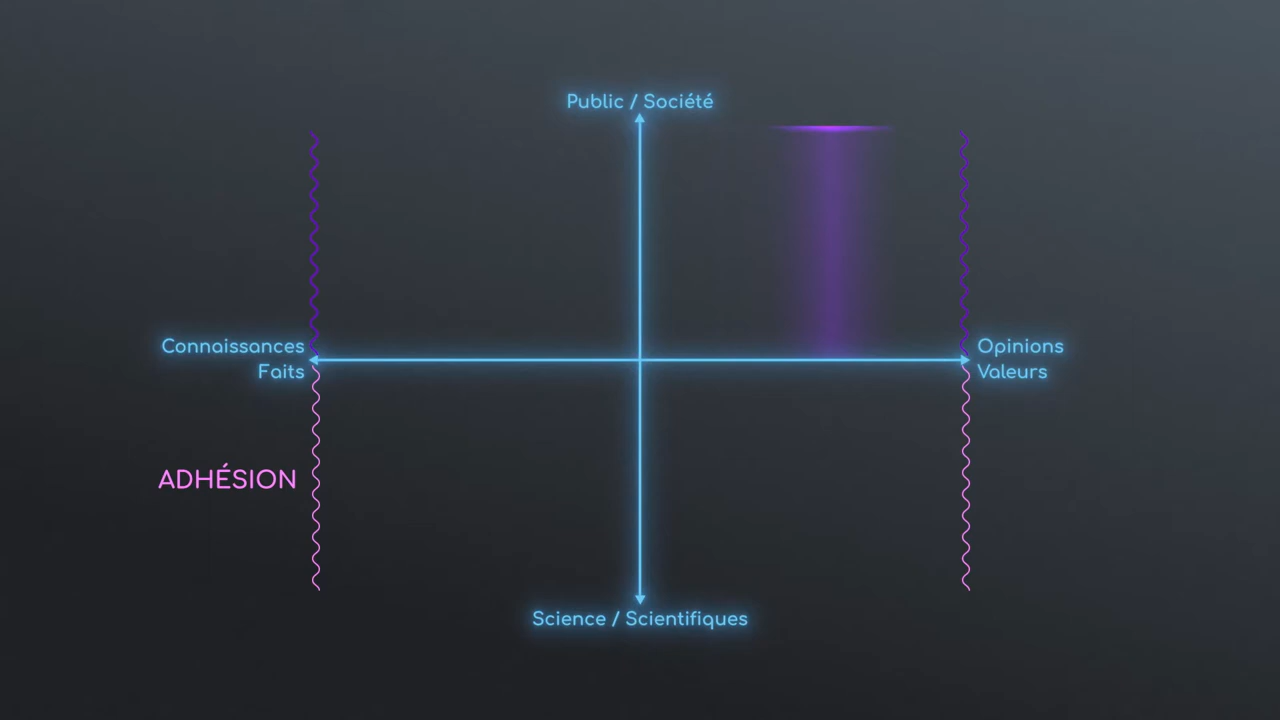 Public / Société
Connaissances
Faits
Opinions
Valeurs
ADHÉSION
Science / Scientifiques